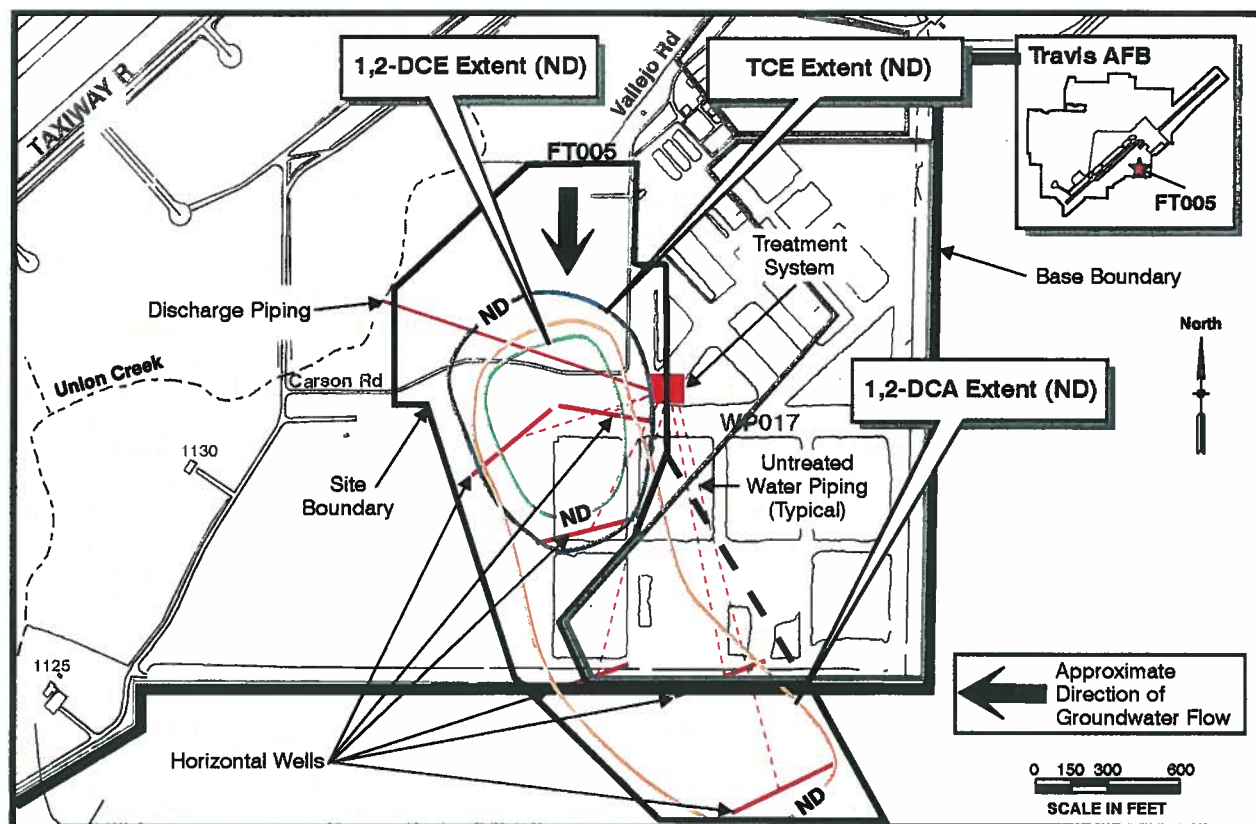 1,2-DCE Extent (ND)
TCE Extent (ND)
Travis AFB
FT005
TAXIWAY R
Vallejo Rd
FT005
Treatment
System
Base Boundary
Discharge Piping
ND
North
Union Creek
Carson Rd
1,2-DCA Extent (ND)
WP017
1130
Site
Boundary
Untreated
Water Piping
(Typical)
ND
1125
Approximate
Direction of
Groundwater Flow
Horizontal Wells
ND
0 150 300 600
SCALE IN FEET